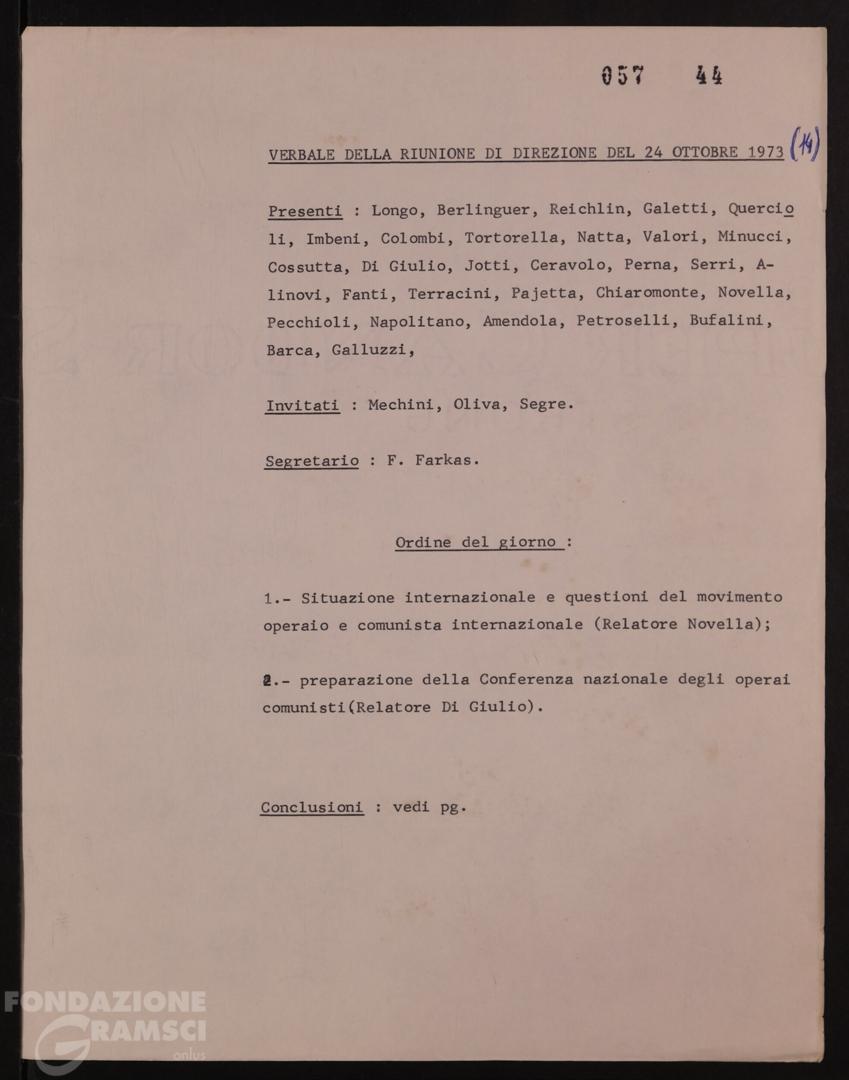 057 44
VERBALE DELLA RIUNIONE DI DIREZIONE DEL 24 OTTOBRE 1973 (14)
Presenti : Longo, Berlinguer, Reichlin, Galetti, Quercio
li, Imbeni, Colombi, Tortorella, Natta, Valori, Minucci,
Cossutta, Di Giulio, Jotti, Ceravolo, Perna, Serri, A-
linovi, Fanti, Terracini, Pajetta, Chiaromonte, Novella,
Pecchioli, Napolitano, Amendola, Petroselli, Bufalini,
Barca, Galluzzi,
Invitati : Mechini, Oliva, Segre.
Segretario : F. Farkas.
Ordine del giorno :
1.- Situazione internazionale e questioni del movimento
operaio e comunista internazionale (Relatore Novella);
2.- preparazione della Conferenza nazionale degli operai
comunisti(Relatore Di Giulio).
Conclusioni : vedi pg.
FONDAZIONE
GRAMSCI
onlus